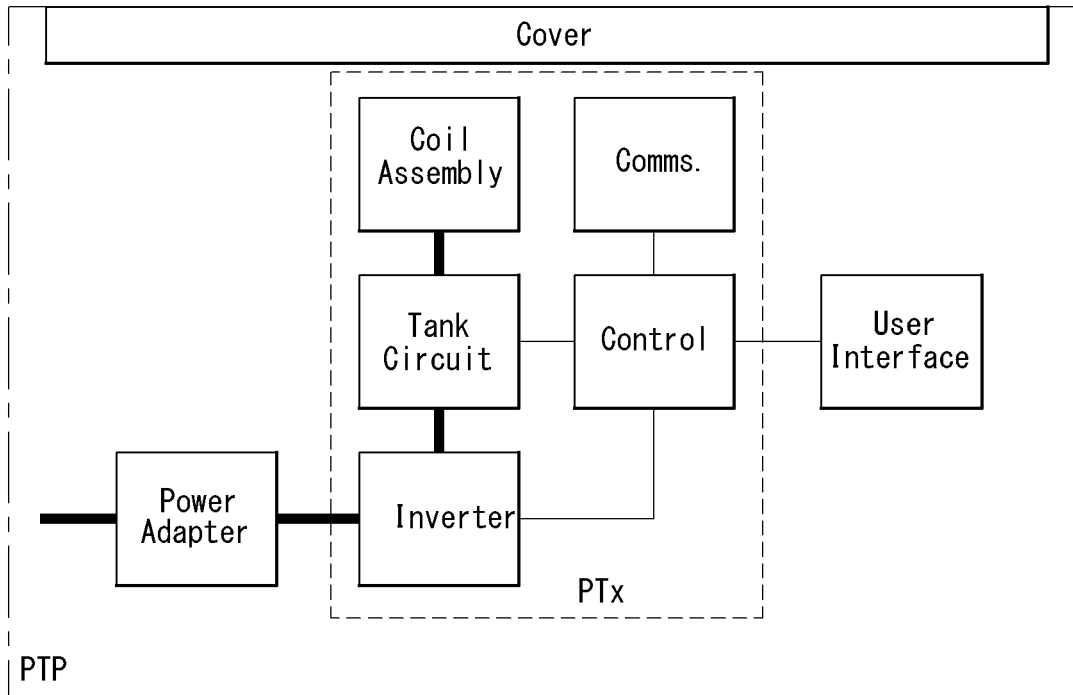 Cover
Coil
Assembly
Comms.
Tank
Circuit
Control
User
Interface
Power
Adapter
Inverter
PTx
PTP